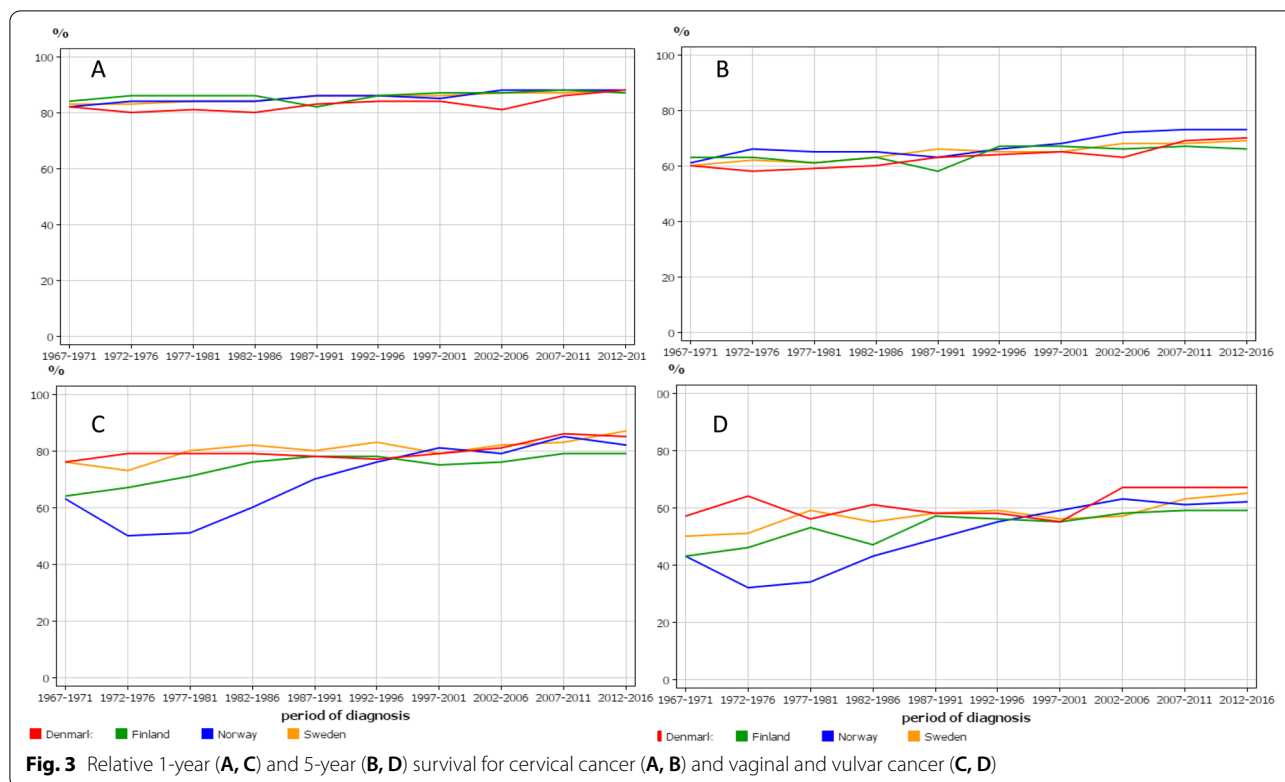 %
A
100
80
60
40
20
0
1967-1971 1972-1976 1977-1981 1982-1986 1987-1991 1992-1996 1997-2001 2002-2006 2007-2011 2012-201
%
B
100
80
60
40
20
0
1967-1971 1972-1976 1977-1981 1982-1986 1987-1991 1992-1996 1997-2001 2002-2006 2007-2011 2012-2016
%
C
100
80
60
40
20
0
1967-1971 1972-1976 1977-1981 1982-1986 1987-1991 1992-1996 1997-2001 2002-2006 2007-2011 2012-2016
period of diagnosis
Denmark Finland Norway Sweden
%
D
00
80
60
40
20
0
1967-1971 1972-1976 1977-1981 1982-1986 1987-1991 1992-1996 1997-2001 2002-2006 2007-2011 2012-2016
period of diagnosis
Denmark Finland Norway Sweden
Fig. 3 Relative 1-year (A, C) and 5-year (B, D) survival for cervical cancer (A, B) and vaginal and vulvar cancer (C, D)